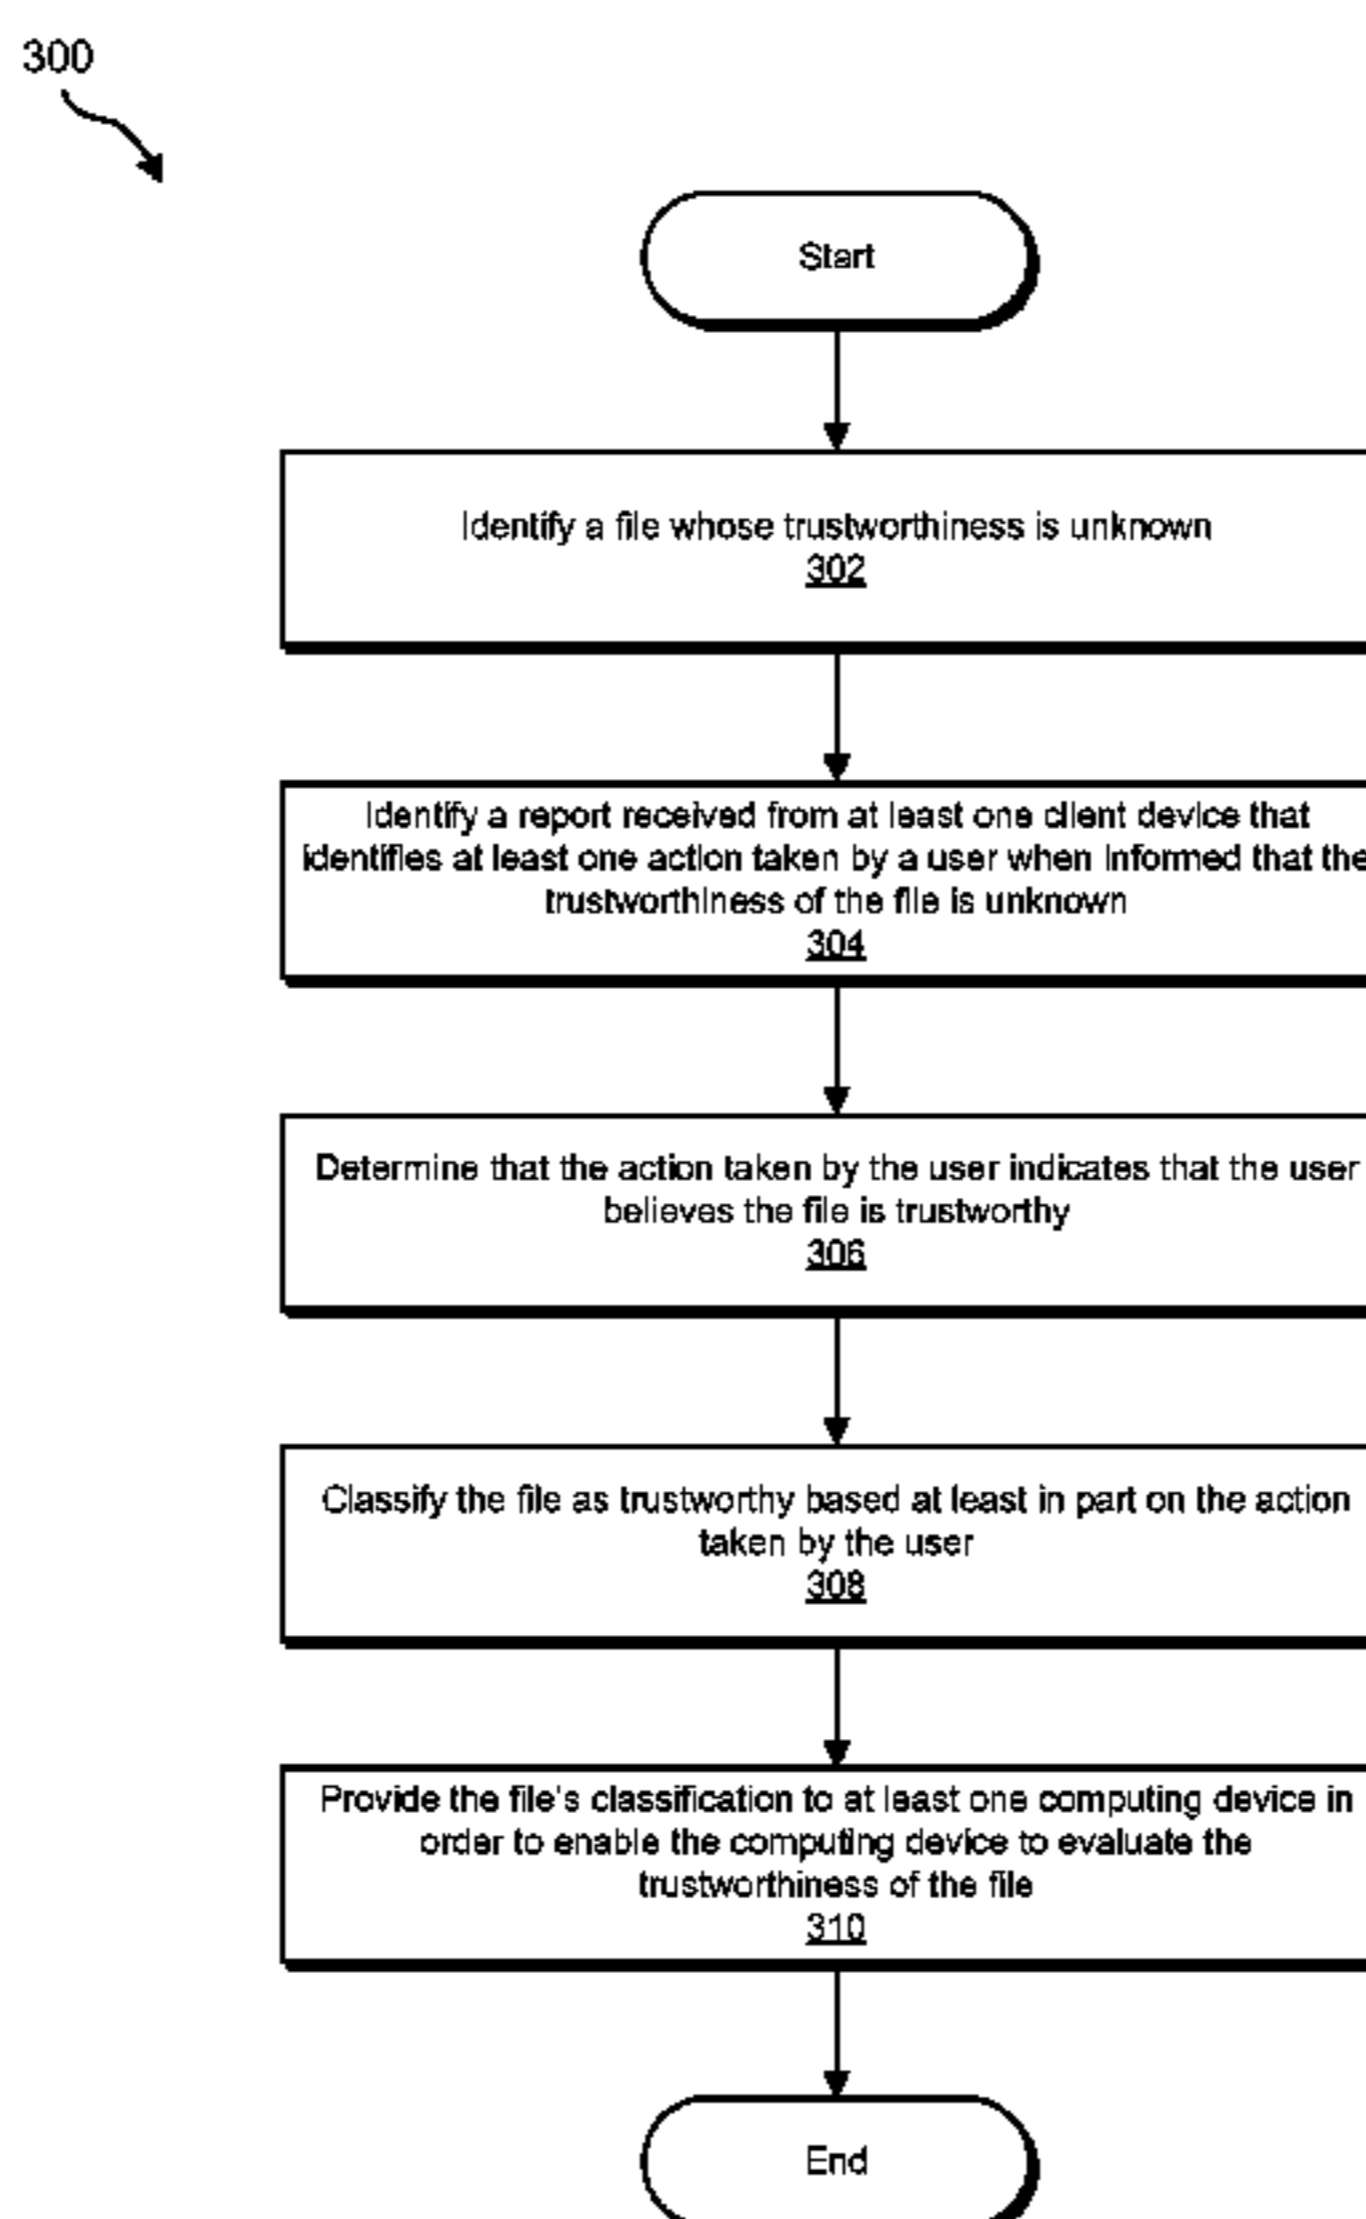 300
Start
Identify a file whose trustworthiness is unknown
302
Identify a report received from at least one client device that
identifies at least one action taken by a user when informed that the
trustworthiness of the file is unknown
304
Determine that the action taken by the user indicates that the user
believes the file is trustworthy
306
Classify the file as trustworthy based at least in part on the action
taken by the user
308
Provide the file's classification to at least one computing device in
order to enable the computing device to evaluate the
trustworthiness of the file
310
End